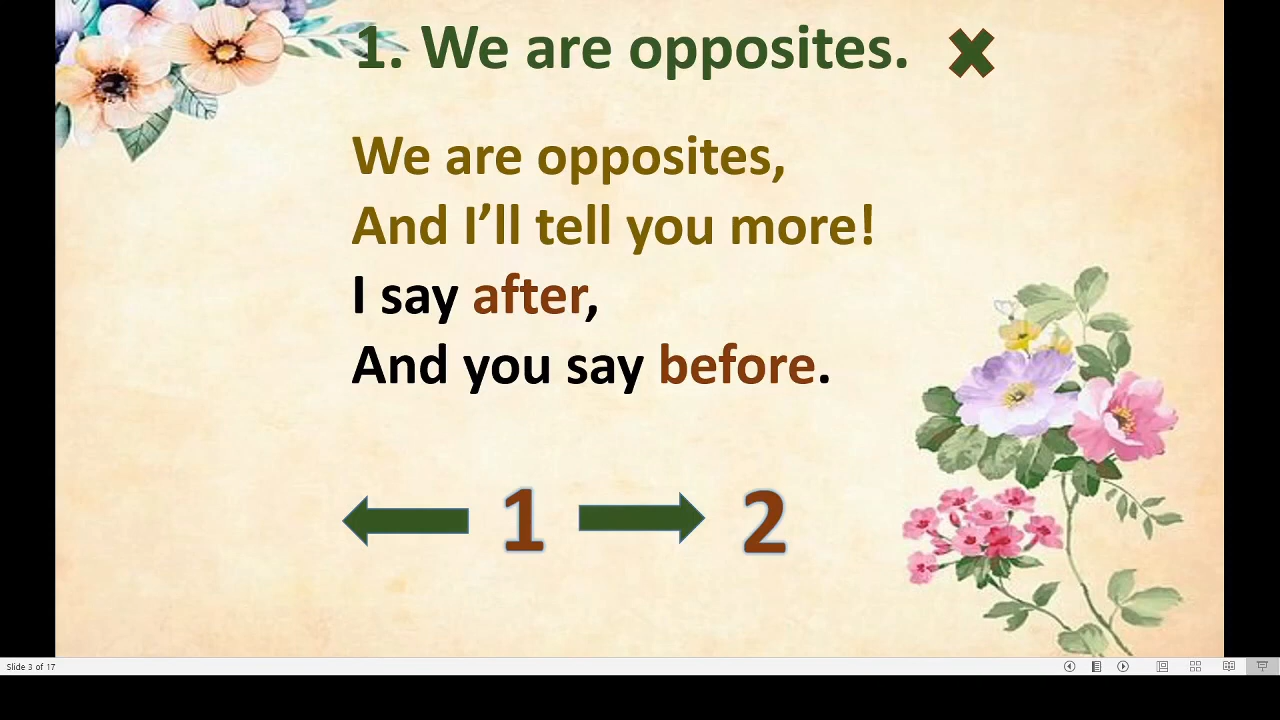 1. We are opposites.
We are opposites,
And I’ll tell you more!
I say after,
And you say before.
1 2
Slide 3 of 17